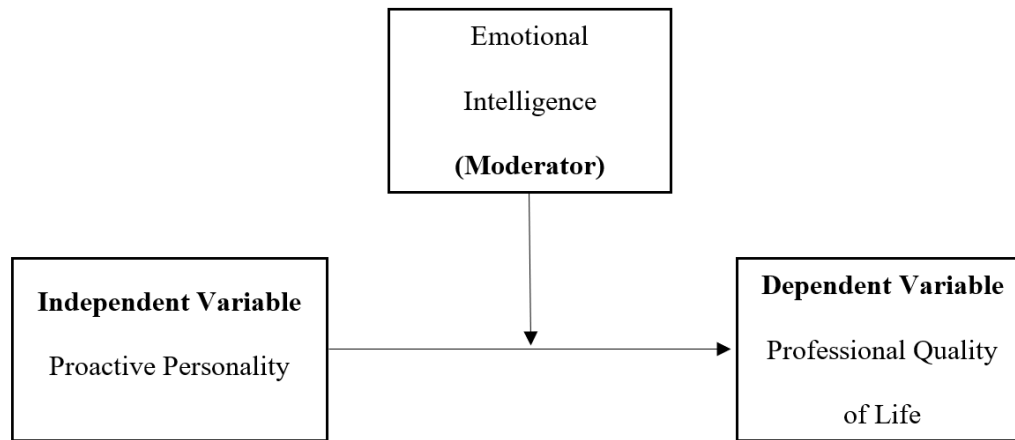 Emotional
Intelligence
(Moderator)
Independent Variable
Proactive Personality
Dependent Variable
Professional Quality
of Life